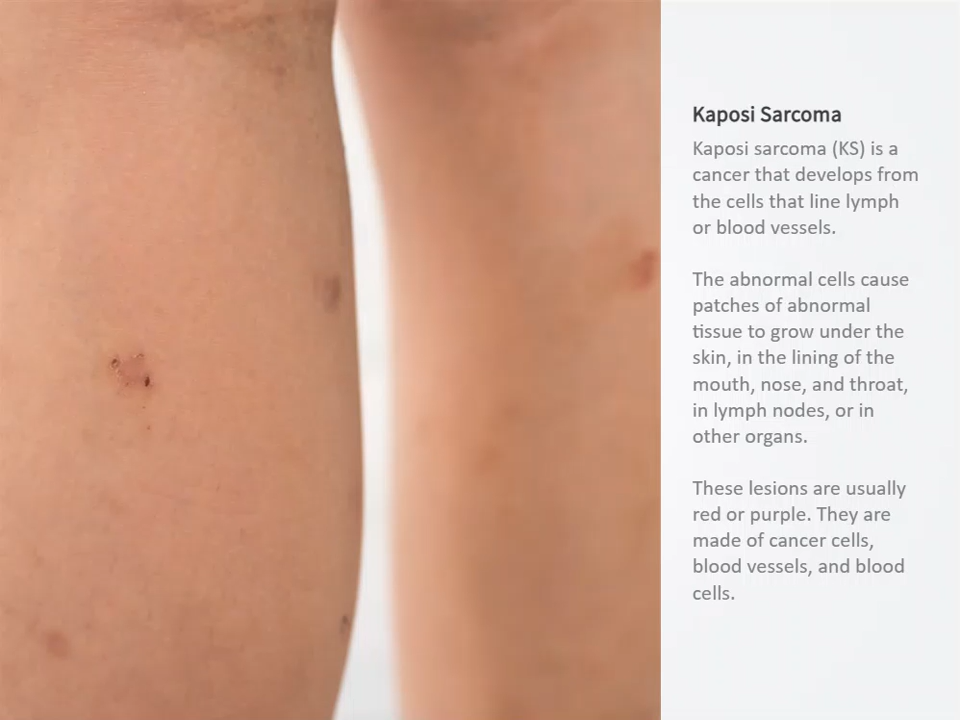 Kaposi Sarcoma
Kaposi sarcoma (KS) is a
cancer that develops from
the cells that line lymph
or blood vessels.
The abnormal cells cause
patches of abnormal
tissue to grow under the
skin, in the lining of the
mouth, nose, and throat,
in lymph nodes, or in
other organs.
These lesions are usually
red or purple. They are
made of cancer cells,
blood vessels, and blood
cells.